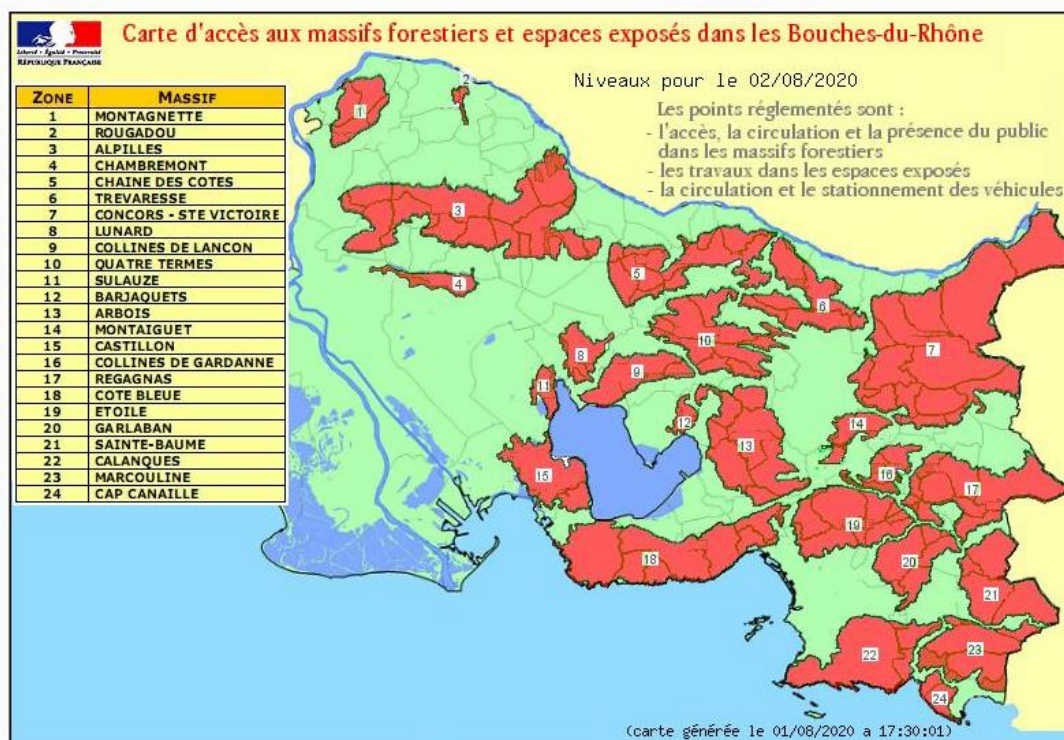 Carte d'accès aux massifs forestiers et espaces exposés dans les Bouches-du-Rhône
Liberté • Égalité • Fraternité
RÉPUBLIQUE FRANÇAISE
Niveaux pour le 02/08/2020
Les points réglementés sont :
- l'accès, la circulation et la présence du public
dans les massifs forestiers
- les travaux dans les espaces exposés
- la circulation et le stationnement des véhicules
ZONE MASSIF
1 MONTAGNETTE
2 ROUGADOU
3 ALPILLES
4 CHAMBREMONT
5 CHAINE DES COTES
6 TREVARESSE
7 CONCORS - STE VICTOIRE
8 LUNARD
9 COLLINES DE LANCON
10 QUATRE TERMES
11 SULAUZE
12 BARJAQUETS
13 ARBOIS
14 MONTAIGUET
15 CASTILLON
16 COLLINES DE GARDANNE
17 REGAGNAS
18 COTE BLEUE
19 ETOILE
20 GARLABAN
21 SAINTE-BAUME
22 CALANQUES
23 MARCOULINE
24 CAP CANAILLE
2
1
3
5
4
6
10
7
8
9
11
12
14
13
15
16
17
19
18
20
21
22
23
24
(carte générée le 01/08/2020 a 17:30:01)